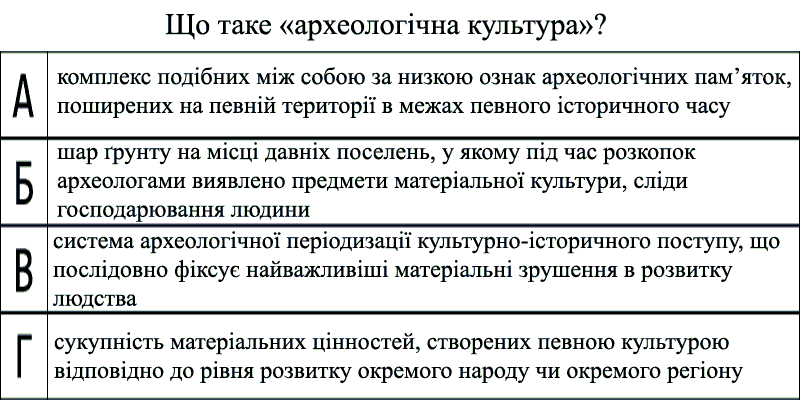 Що таке «археологічна культура»?
А
комплекс подібних між собою за низкою ознак археологічних пам’яток,
поширених на певній території в межах певного історичного часу
Б
шар ґрунту на місці давніх поселень, у якому під час розкопок
археологами виявлено предмети матеріальної культури, сліди
господарювання людини
В
система археологічної періодизації культурно-історичного поступу, що
послідовно фіксує найважливіші матеріальні зрушення в розвитку
людства
Г
сукупність матеріальних цінностей, створених певною культурою
відповідно до рівня розвитку окремого народу чи окремого регіону